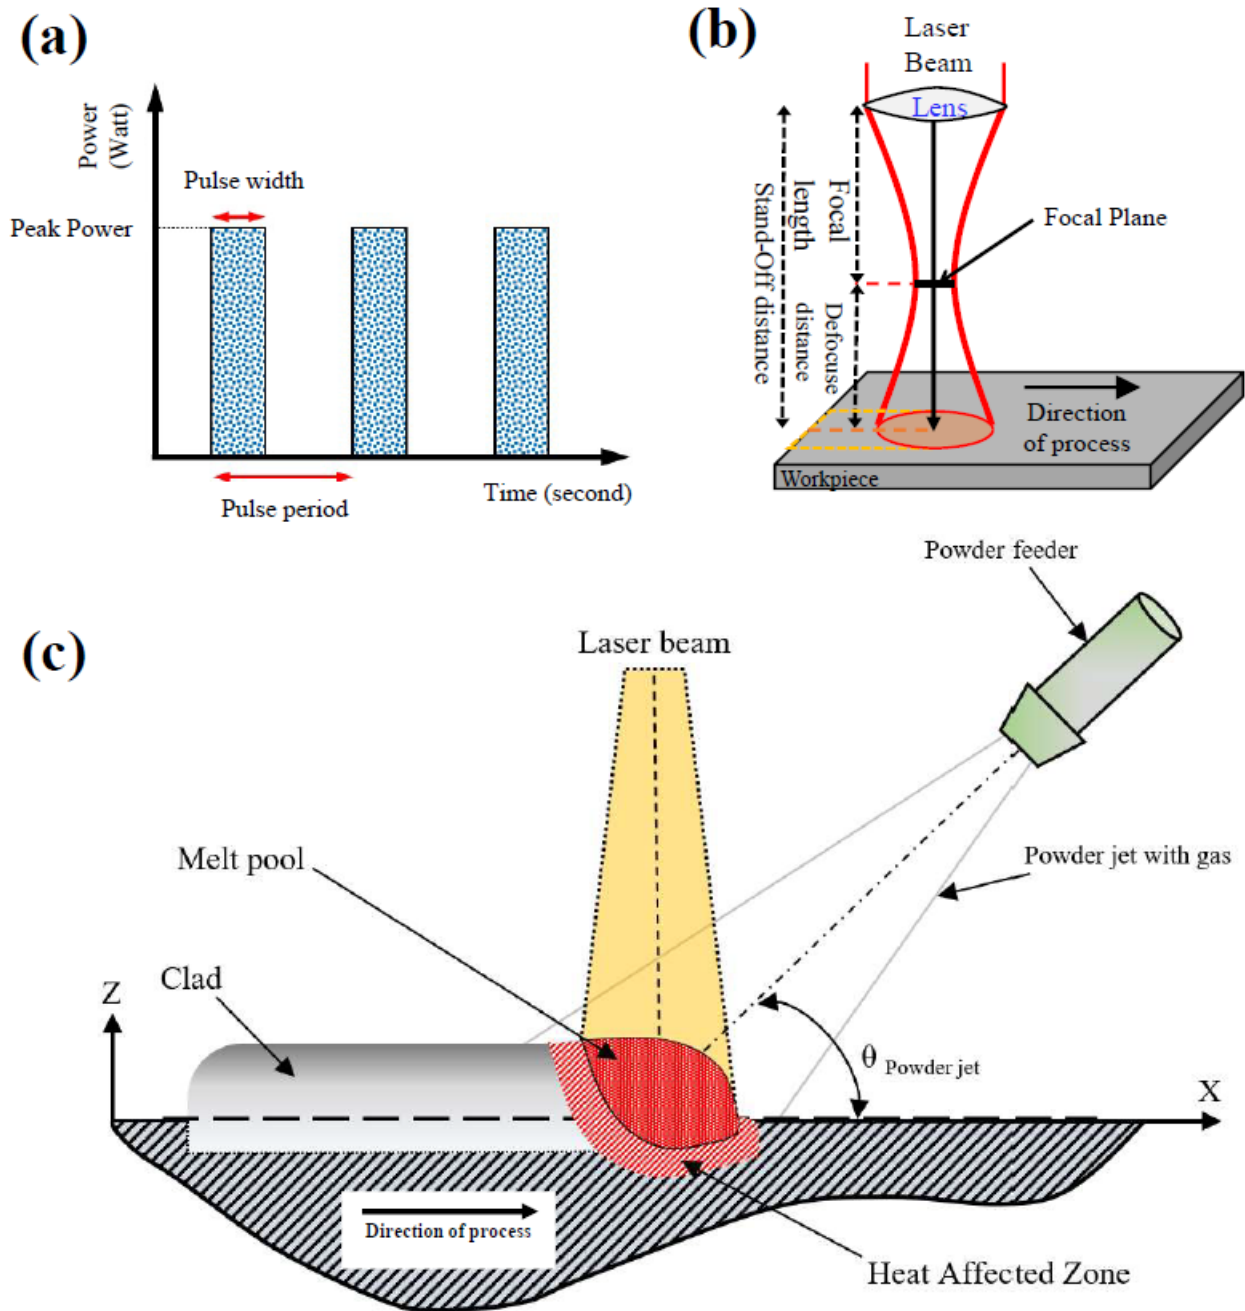 (a)
Power
(Watt)
Pulse width
Peak Power
Time (second)
Pulse period
(b)
Laser
Beam
Lens
Focal
length
Stand-Off distance
Defocuse
distance
Focal Plane
Direction
of process
Workpiece
(c)
Powder feeder
Laser beam
Melt pool
Powder jet with gas
Clad
Z
θ Powder jet
X
Direction of process
Heat Affected Zone